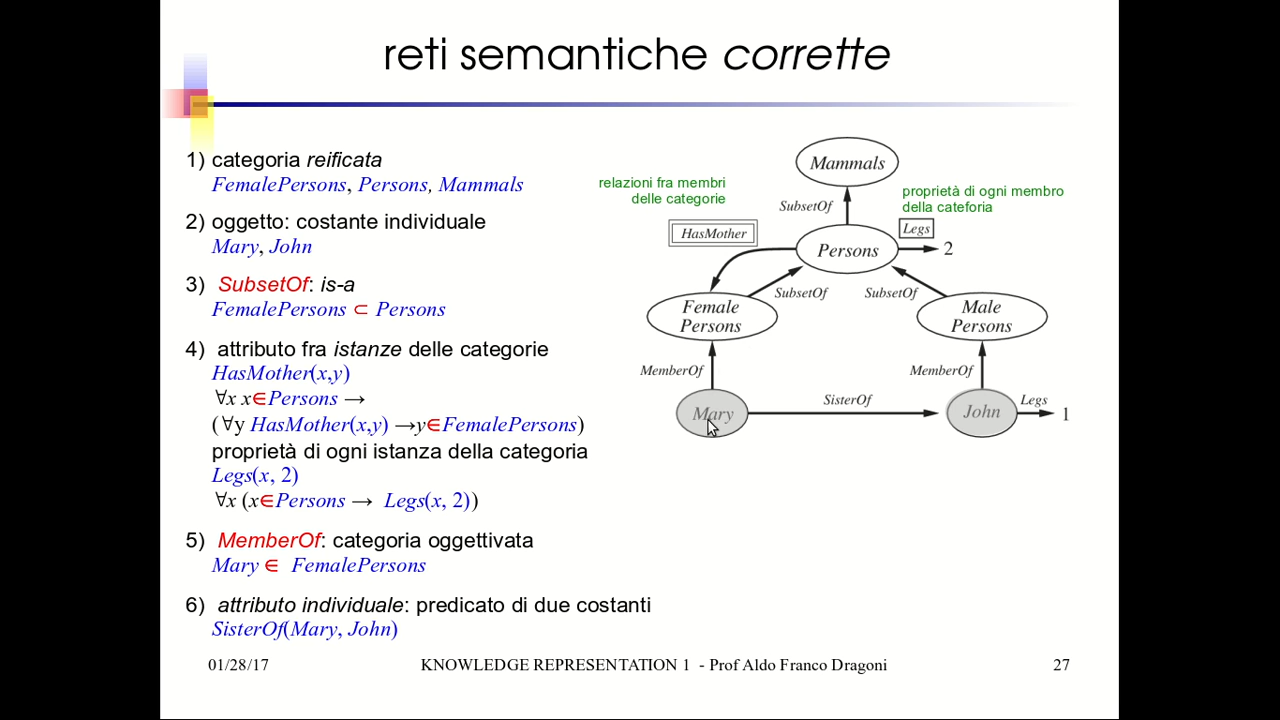 reti semantiche corrette
1) categoria reificata
FemalePersons, Persons, Mammals
2) oggetto: costante individuale
Mary, John
3) SubsetOf: is-a
FemalePersons ⊂ Persons
4) attributo fra istanze delle categorie
HasMother(x,y)
∀x x∈Persons →
(∀y HasMother(x,y) →y∈FemalePersons)
proprietà di ogni istanza della categoria
Legs(x, 2)
∀x (x∈Persons → Legs(x, 2))
5) MemberOf: categoria oggettivata
Mary ∈ FemalePersons
6) attributo individuale: predicato di due costanti
SisterOf(Mary, John)
Mammals
relazioni fra membri
delle categorie
proprietà di ogni membro
della cateforia
SubsetOf
HasMother
Legs
Persons
2
SubsetOf
SubsetOf
Female
Persons
Male
Persons
MemberOf
MemberOf
Mary
SisterOf
John
Legs
1
01/28/17
KNOWLEDGE REPRESENTATION 1 - Prof Aldo Franco Dragoni
27